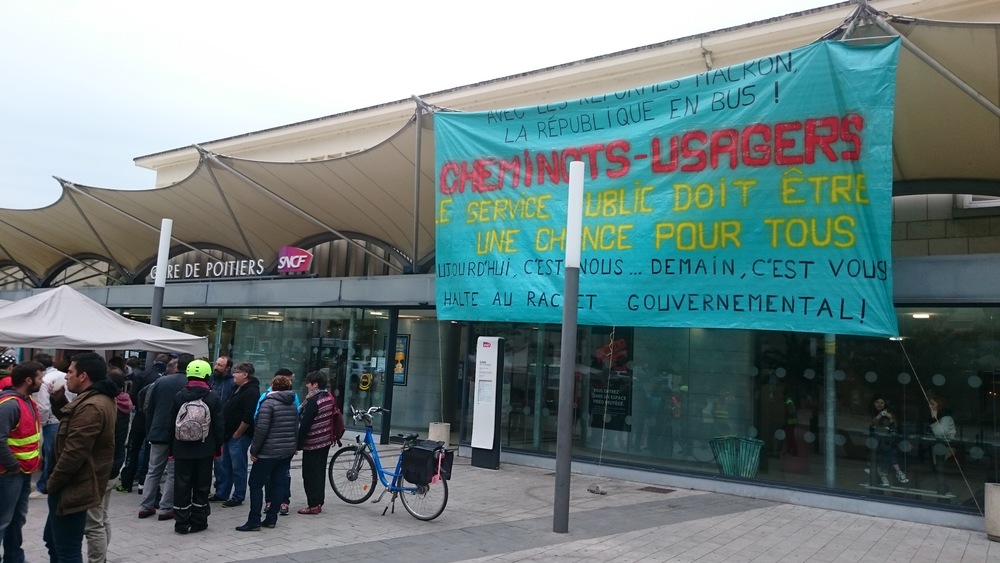 AVEC LES RÉFORMES MACRON,
LA RÉPUBLIQUE EN BUS !
CHEMINOTS-USAGERS
LE SERVICE PUBLIC DOIT ÊTRE
UNE CHANCE POUR TOUS
UJOURD'HUI, C'EST NOUS... DEMAIN, C'EST VOUS
HALTE AU RACKET GOUVERNEMENTAL!
GARE DE POITIERS
SNCF